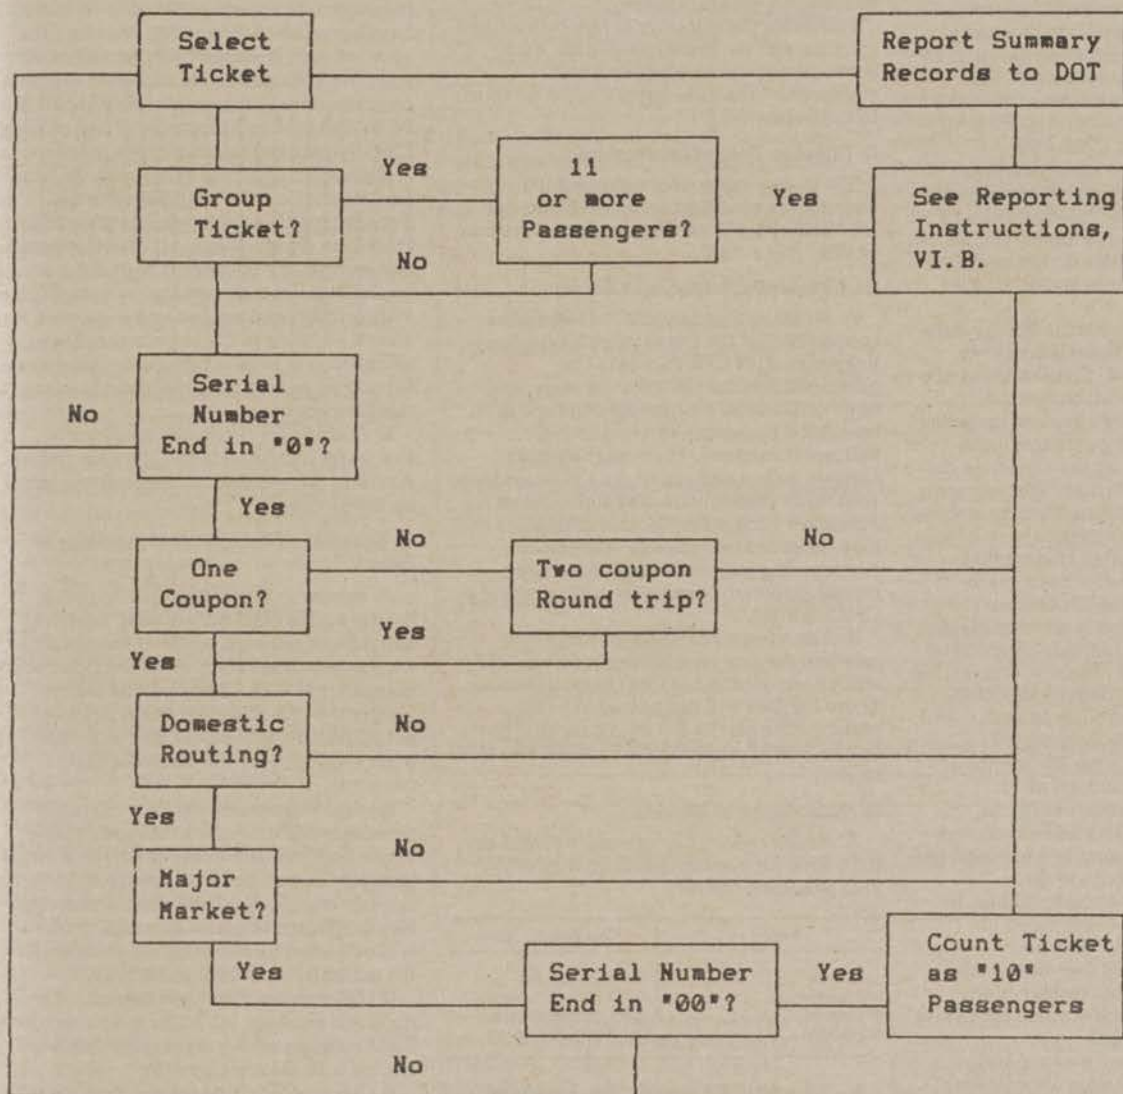 Select
Ticket
Report Summary
Records to DOT
Yes
Group
Ticket?
11
or more
Passengers?
Yes
See Reporting
Instructions,
VI.B.
No
Serial
Number
End in "0"?
No
Yes
No
No
One
Coupon?
Two coupon
Round trip?
Yes
Yes
Domestic
Routing?
No
Yes
No
Major
Market?
Yes
Serial Number
End in "00"?
Yes
Count Ticket
as "10"
Passengers
No